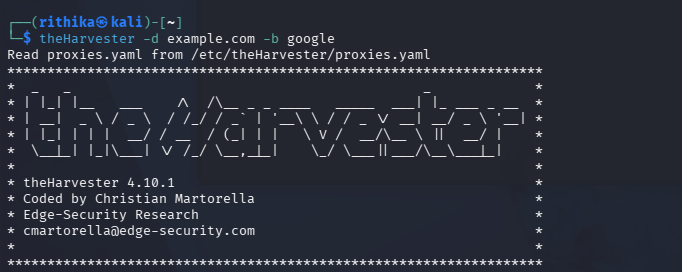 ┌──(rithika㉿kali)-[~]
└─$ theHarvester -d example.com -b google
Read proxies.yaml from /etc/theHarvester/proxies.yaml
*******************************************************************
* theHarvester *
* *
* theHarvester 4.10.1 *
* Coded by Christian Martorella *
* Edge-Security Research *
* cmartorella@edge-security.com *
* *
*******************************************************************